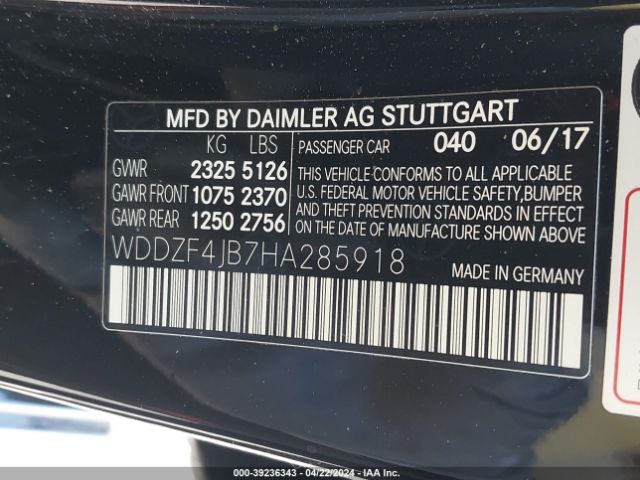 MFD BY DAIMLER AG STUTTGART
KG LBS
GVWR 2325 5126
GAWR FRONT 1075 2370
GAWR REAR 1250 2756
PASSENGER CAR 040 06/17
THIS VEHICLE CONFORMS TO ALL APPLICABLE
U.S. FEDERAL MOTOR VEHICLE SAFETY,BUMPER
AND THEFT PREVENTION STANDARDS IN EFFECT
ON THE DATE OF MANUFACTURE SHOWN ABOVE.
WDDZF4JB7HA285918
MADE IN GERMANY
000-39236343 / 04/22/2024 - IAA Inc.